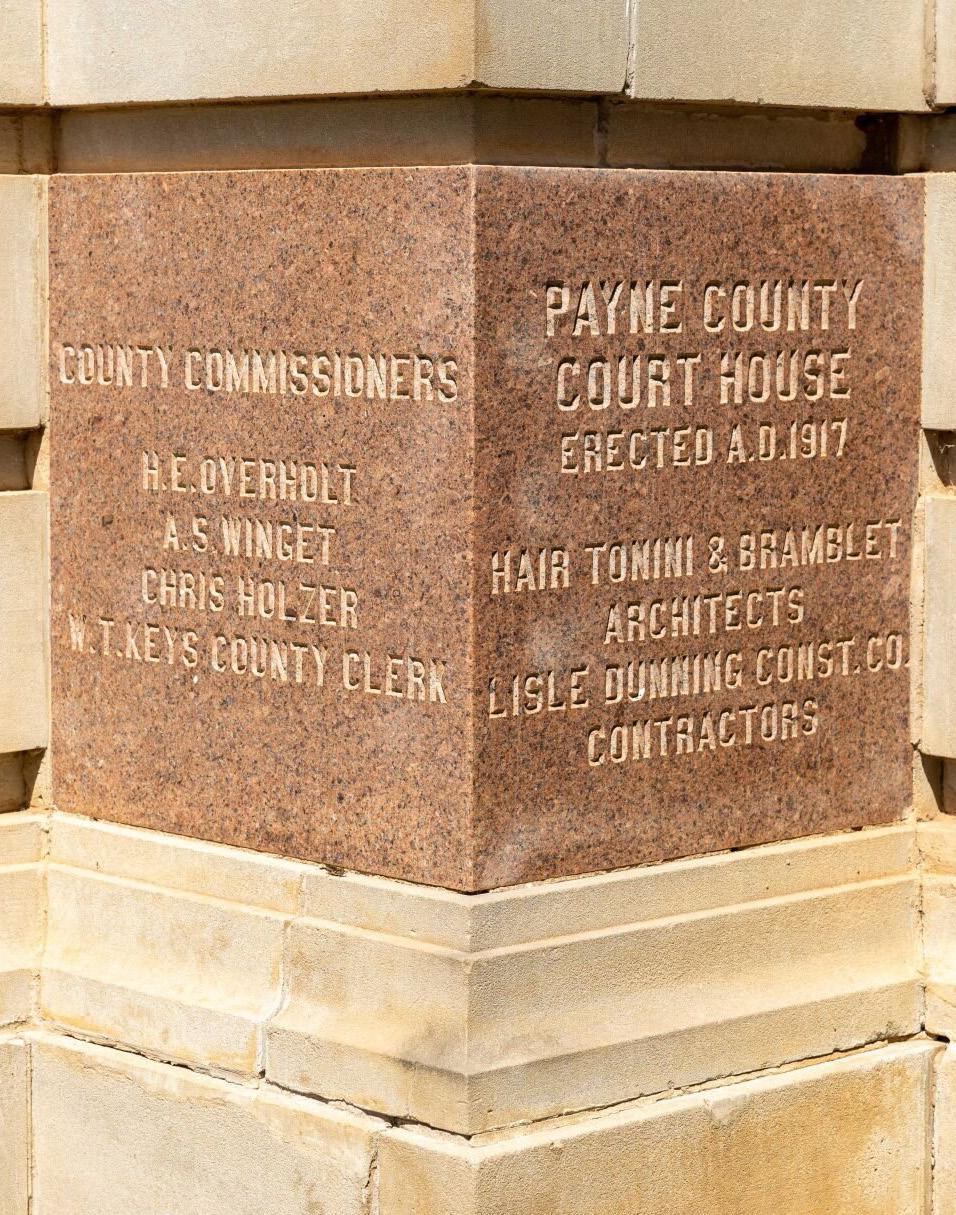 COUNTY COMMISSIONERS
H.E.OVERHOLT
A.S.WINGET
CHRIS HOLZER
W.T.KEYS COUNTY CLERK
PAYNE COUNTY
COURT HOUSE
ERECTED A.D.1917
HAIR TONINI & BRAMBLET
ARCHITECTS
LISLE DUNNING CONST.CO.
CONTRACTORS